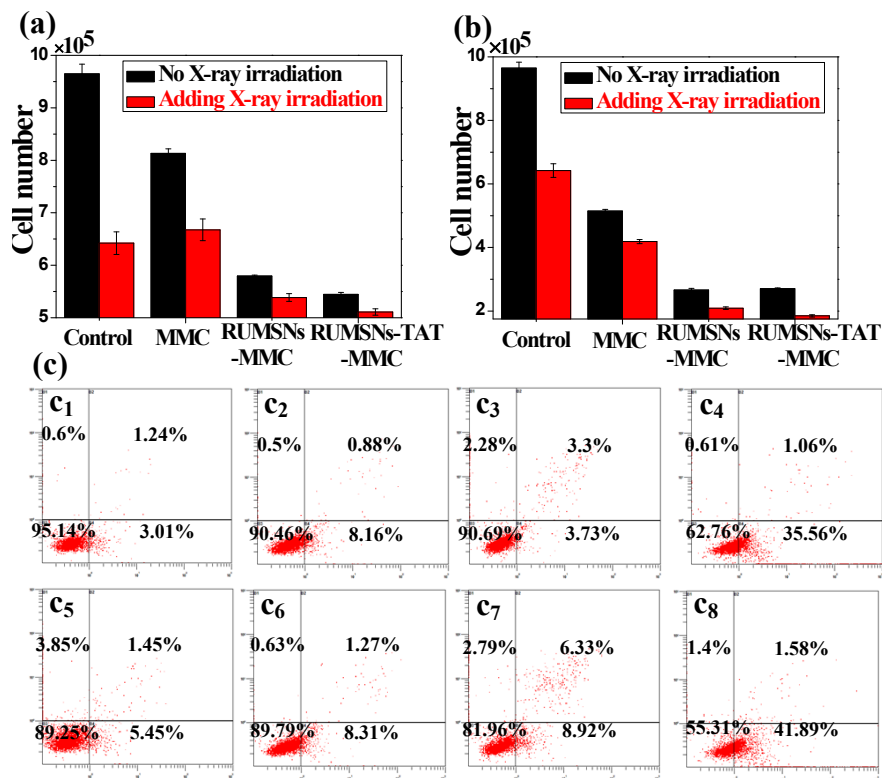 (a)
×10⁵
10
9
8
7
6
5
Cell number
No X-ray irradiation
Adding X-ray irradiation
Control
MMC
RUMSNs
-MMC
RUMSNs-TAT
-MMC
(b)
×10⁵
10
8
6
4
2
Cell number
No X-ray irradiation
Adding X-ray irradiation
Control
MMC
RUMSNs
-MMC
RUMSNs-TAT
-MMC
(c)
c₁
0.6% 1.24%
95.14% 3.01%
c₂
0.5% 0.88%
90.46% 8.16%
c₃
2.28% 3.3%
90.69% 3.73%
c₄
0.61% 1.06%
62.76% 35.56%
c₅
3.85% 1.45%
89.25% 5.45%
c₆
0.63% 1.27%
89.79% 8.31%
c₇
2.79% 6.33%
81.96% 8.92%
c₈
1.4% 1.58%
55.31% 41.89%